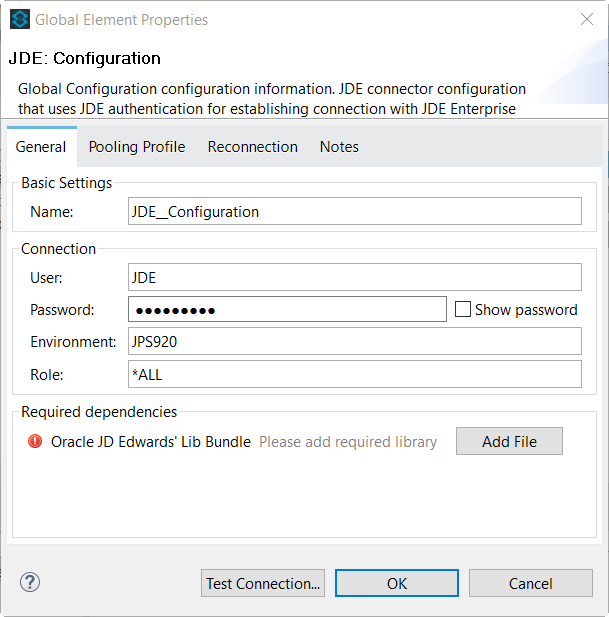 Global Element Properties
JDE: Configuration
Global Configuration configuration information. JDE connector configuration
that uses JDE authentication for establishing connection with JDE Enterprise
General Pooling Profile Reconnection Notes
Basic Settings
Name: JDE__Configuration
Connection
User: JDE
Password: ●●●●●●●●● Show password
Environment: JPS920
Role: *ALL
Required dependencies
Oracle JD Edwards' Lib Bundle Please add required library Add File
? Test Connection... OK Cancel